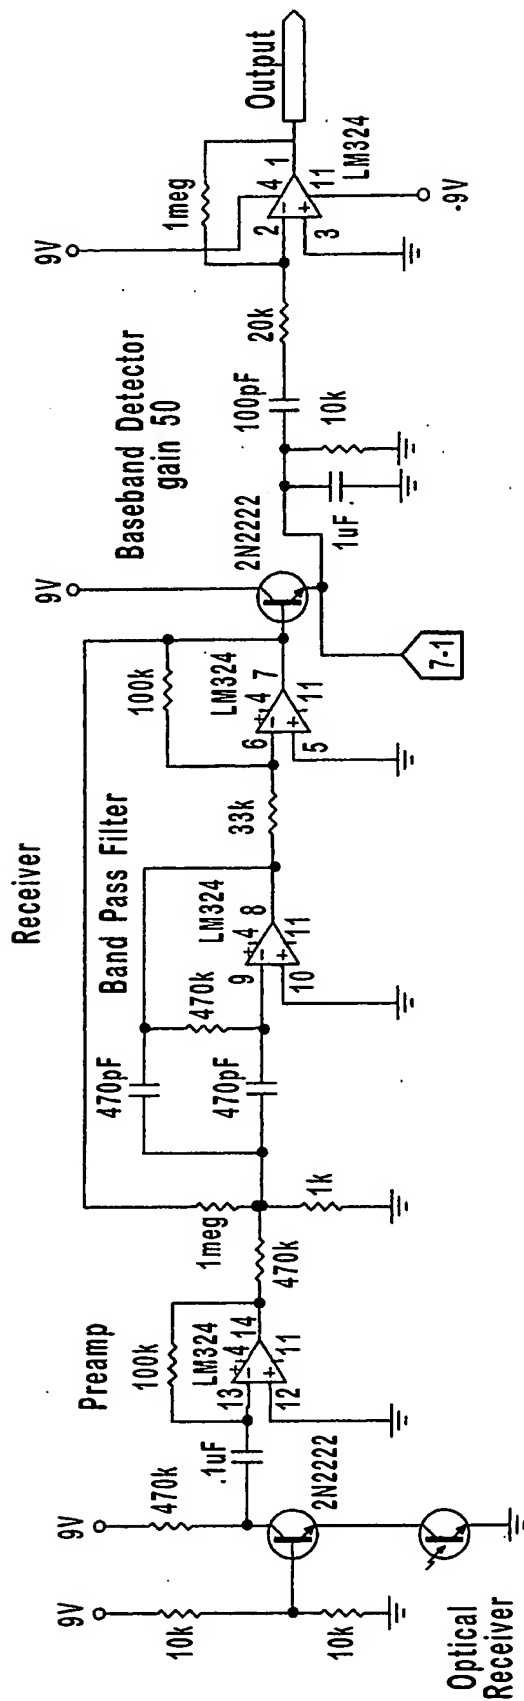 Receiver
Preamp
Band Pass Filter
Baseband Detector
gain 50
Optical
Receiver
9V
10k
10k
9V
470k
2N2222
.1uF
100k
LM324
13
12
+4
14
11
470k
1meg
1k
470pF
470pF
470k
LM324
9
10
+4
8
11
33k
100k
LM324
6
5
+4
7
11
9V
2N2222
7-1
1uF
10k
100pF
20k
9V
1meg
2
3
4
1
11
LM324
-9V
Output